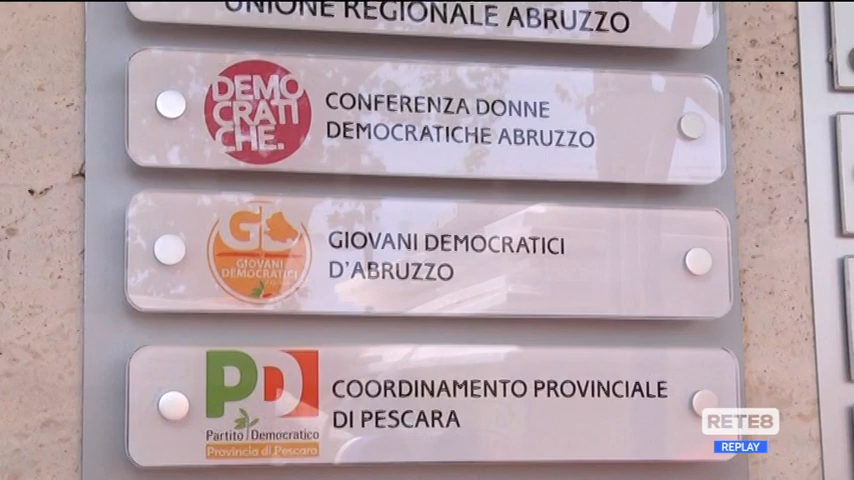 UNIONE REGIONALE ABRUZZO
DEMO
CRATI
CHE.
CONFERENZA DONNE
DEMOCRATICHE ABRUZZO
GD
GIOVANI
DEMOCRATICI
GIOVANI DEMOCRATICI
D'ABRUZZO
PD
Partito Democratico
Provincia di Pescara
COORDINAMENTO PROVINCIALE
DI PESCARA
RETE8
REPLAY